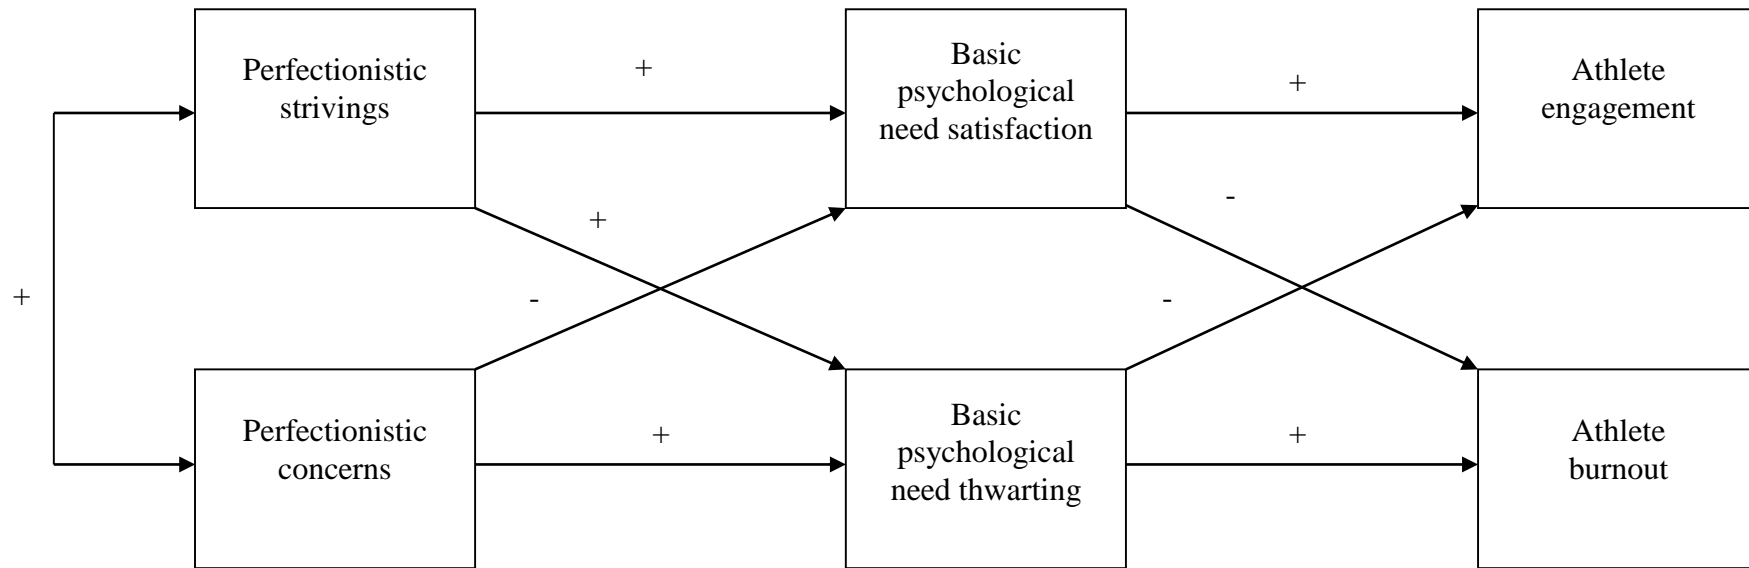 Perfectionistic
strivings
+
Basic
psychological
need satisfaction
+
Athlete
engagement
+
-
+
-
-
Perfectionistic
concerns
+
Basic
psychological
need thwarting
+
Athlete
burnout